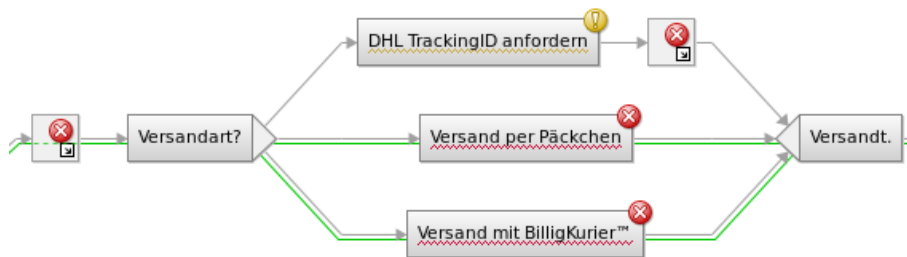 DHL TrackingID anfordern
Versandart?
Versand per Päckchen
Versandt.
Versand mit BilligKurier™